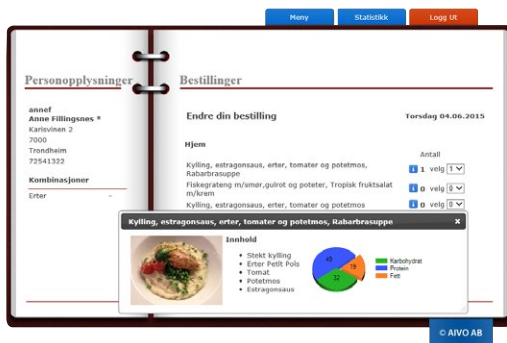 Meny Statistikk Logg Ut
Personopplysninger
annef
Anne Fillingsnes *
Karisvinen 2
7000
Trondheim
72541322
Kombinasjoner
Erter –
Bestillinger
Endre din bestilling Torsdag 04.06.2015
Hjem
Antall
Kylling, estragonsaus, erter, tomater og potetmos,
Rabarbrasuppe
i 1 velg 1
Fiskegrateng m/smør,gulrot og poteter, Tropisk fruktsalat
m/krem
i 0 velg 0
Kylling, estragonsaus, erter, tomater og potetmos
i 0 velg 0
Kylling, estragonsaus, erter, tomater og potetmos, Rabarbrasuppe x
Innhold
• Stekt kylling
• Erter Petit Pois
• Tomat
• Potetmos
• Estragonsaus
49
19
32
Karbohydrat
Protein
Fett
© AIVO AB